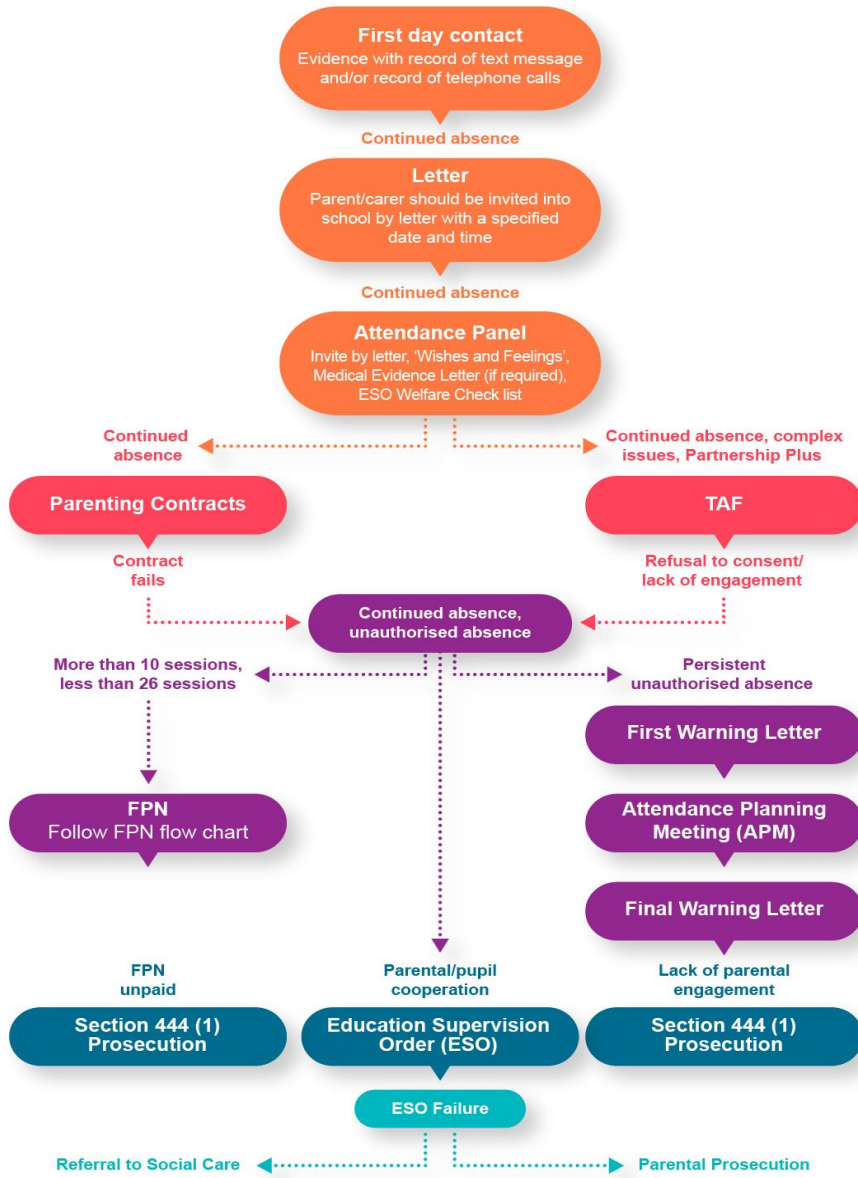 First day contact
Evidence with record of text message
and/or record of telephone calls
Continued absence
Letter
Parent/carer should be invited into
school by letter with a specified
date and time
Continued absence
Attendance Panel
Invite by letter, ‘Wishes and Feelings’,
Medical Evidence Letter (if required),
ESO Welfare Check list
Continued
absence
Continued absence, complex
issues, Partnership Plus
Parenting Contracts
TAF
Contract
fails
Refusal to consent/
lack of engagement
Continued absence,
unauthorised absence
More than 10 sessions,
less than 26 sessions
Persistent
unauthorised absence
First Warning Letter
FPN
Follow FPN flow chart
Attendance Planning
Meeting (APM)
Final Warning Letter
FPN
unpaid
Parental/pupil
cooperation
Lack of parental
engagement
Section 444 (1)
Prosecution
Education Supervision
Order (ESO)
Section 444 (1)
Prosecution
ESO Failure
Referral to Social Care
Parental Prosecution